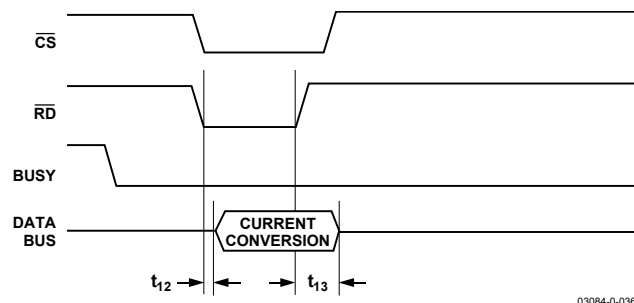 CS
RD
BUSY
DATA
BUS
CURRENT
CONVERSION
t12
t13
03084-0-036